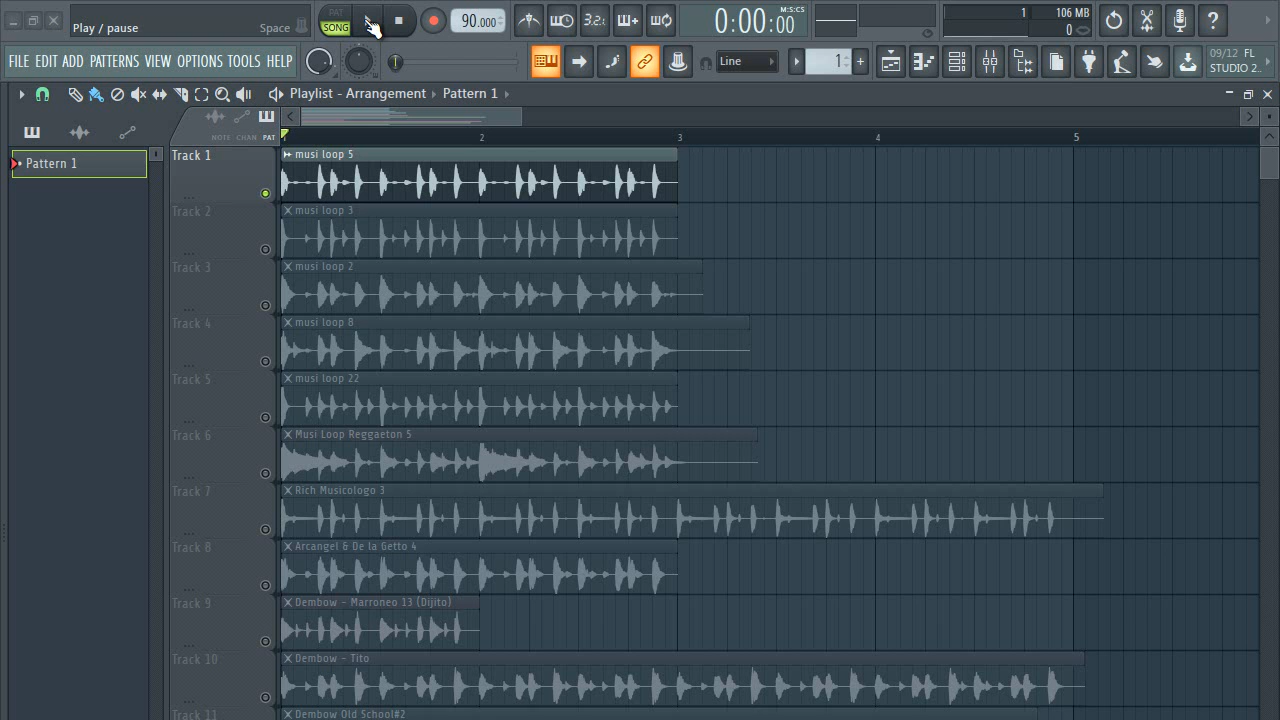 Play / pause
Space
PAT
SONG
90.000
3.2.
0:00:00
M:S:CS
1
106 MB
0
FILE EDIT ADD PATTERNS VIEW OPTIONS TOOLS HELP
Line
1
09/12 FL
STUDIO 2..
Playlist - Arrangement
Pattern 1
NOTE CHAN PAT
1
2
3
4
5
Pattern 1
Track 1
musi loop 5
Track 2
musi loop 3
Track 3
musi loop 2
Track 4
musi loop 8
Track 5
musi loop 22
Track 6
Musi Loop Reggaeton 5
Track 7
Rich Musicologo 3
Track 8
Arcangel & De la Getto 4
Track 9
Dembow - Marroneo 13 (Dijito)
Track 10
Dembow - Tito
Track 11
Dembow Old School#2